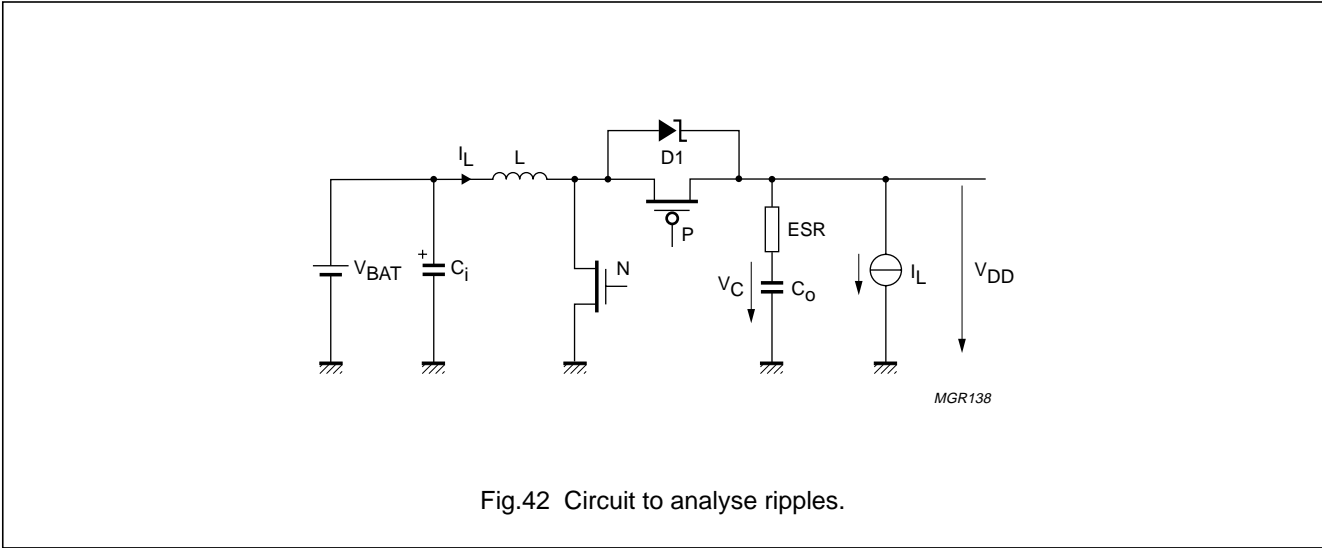 D1
I_L L
P
ESR
+
V_BAT C_i
N
V_C C_o
I_L
V_DD
MGR138
Fig.42 Circuit to analyse ripples.